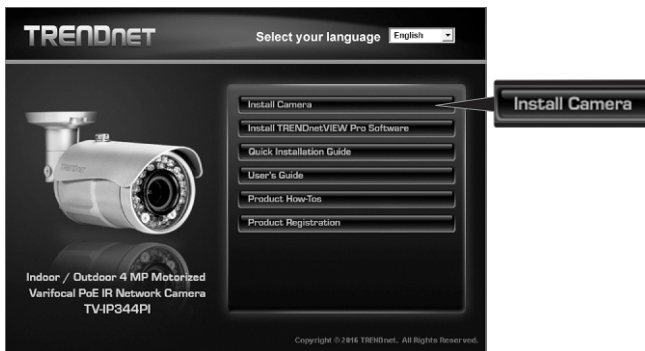 TRENDnet
Select your language English
Install Camera
Install Camera
Install TRENDnetVIEW Pro Software
Quick Installation Guide
User's Guide
Product How-Tos
Product Registration
TRENDnet
Indoor / Outdoor 4 MP Motorized
Varifocal PoE IR Network Camera
TV-IP344PI
Copyright ©2016 TRENDnet. All Rights Reserved.